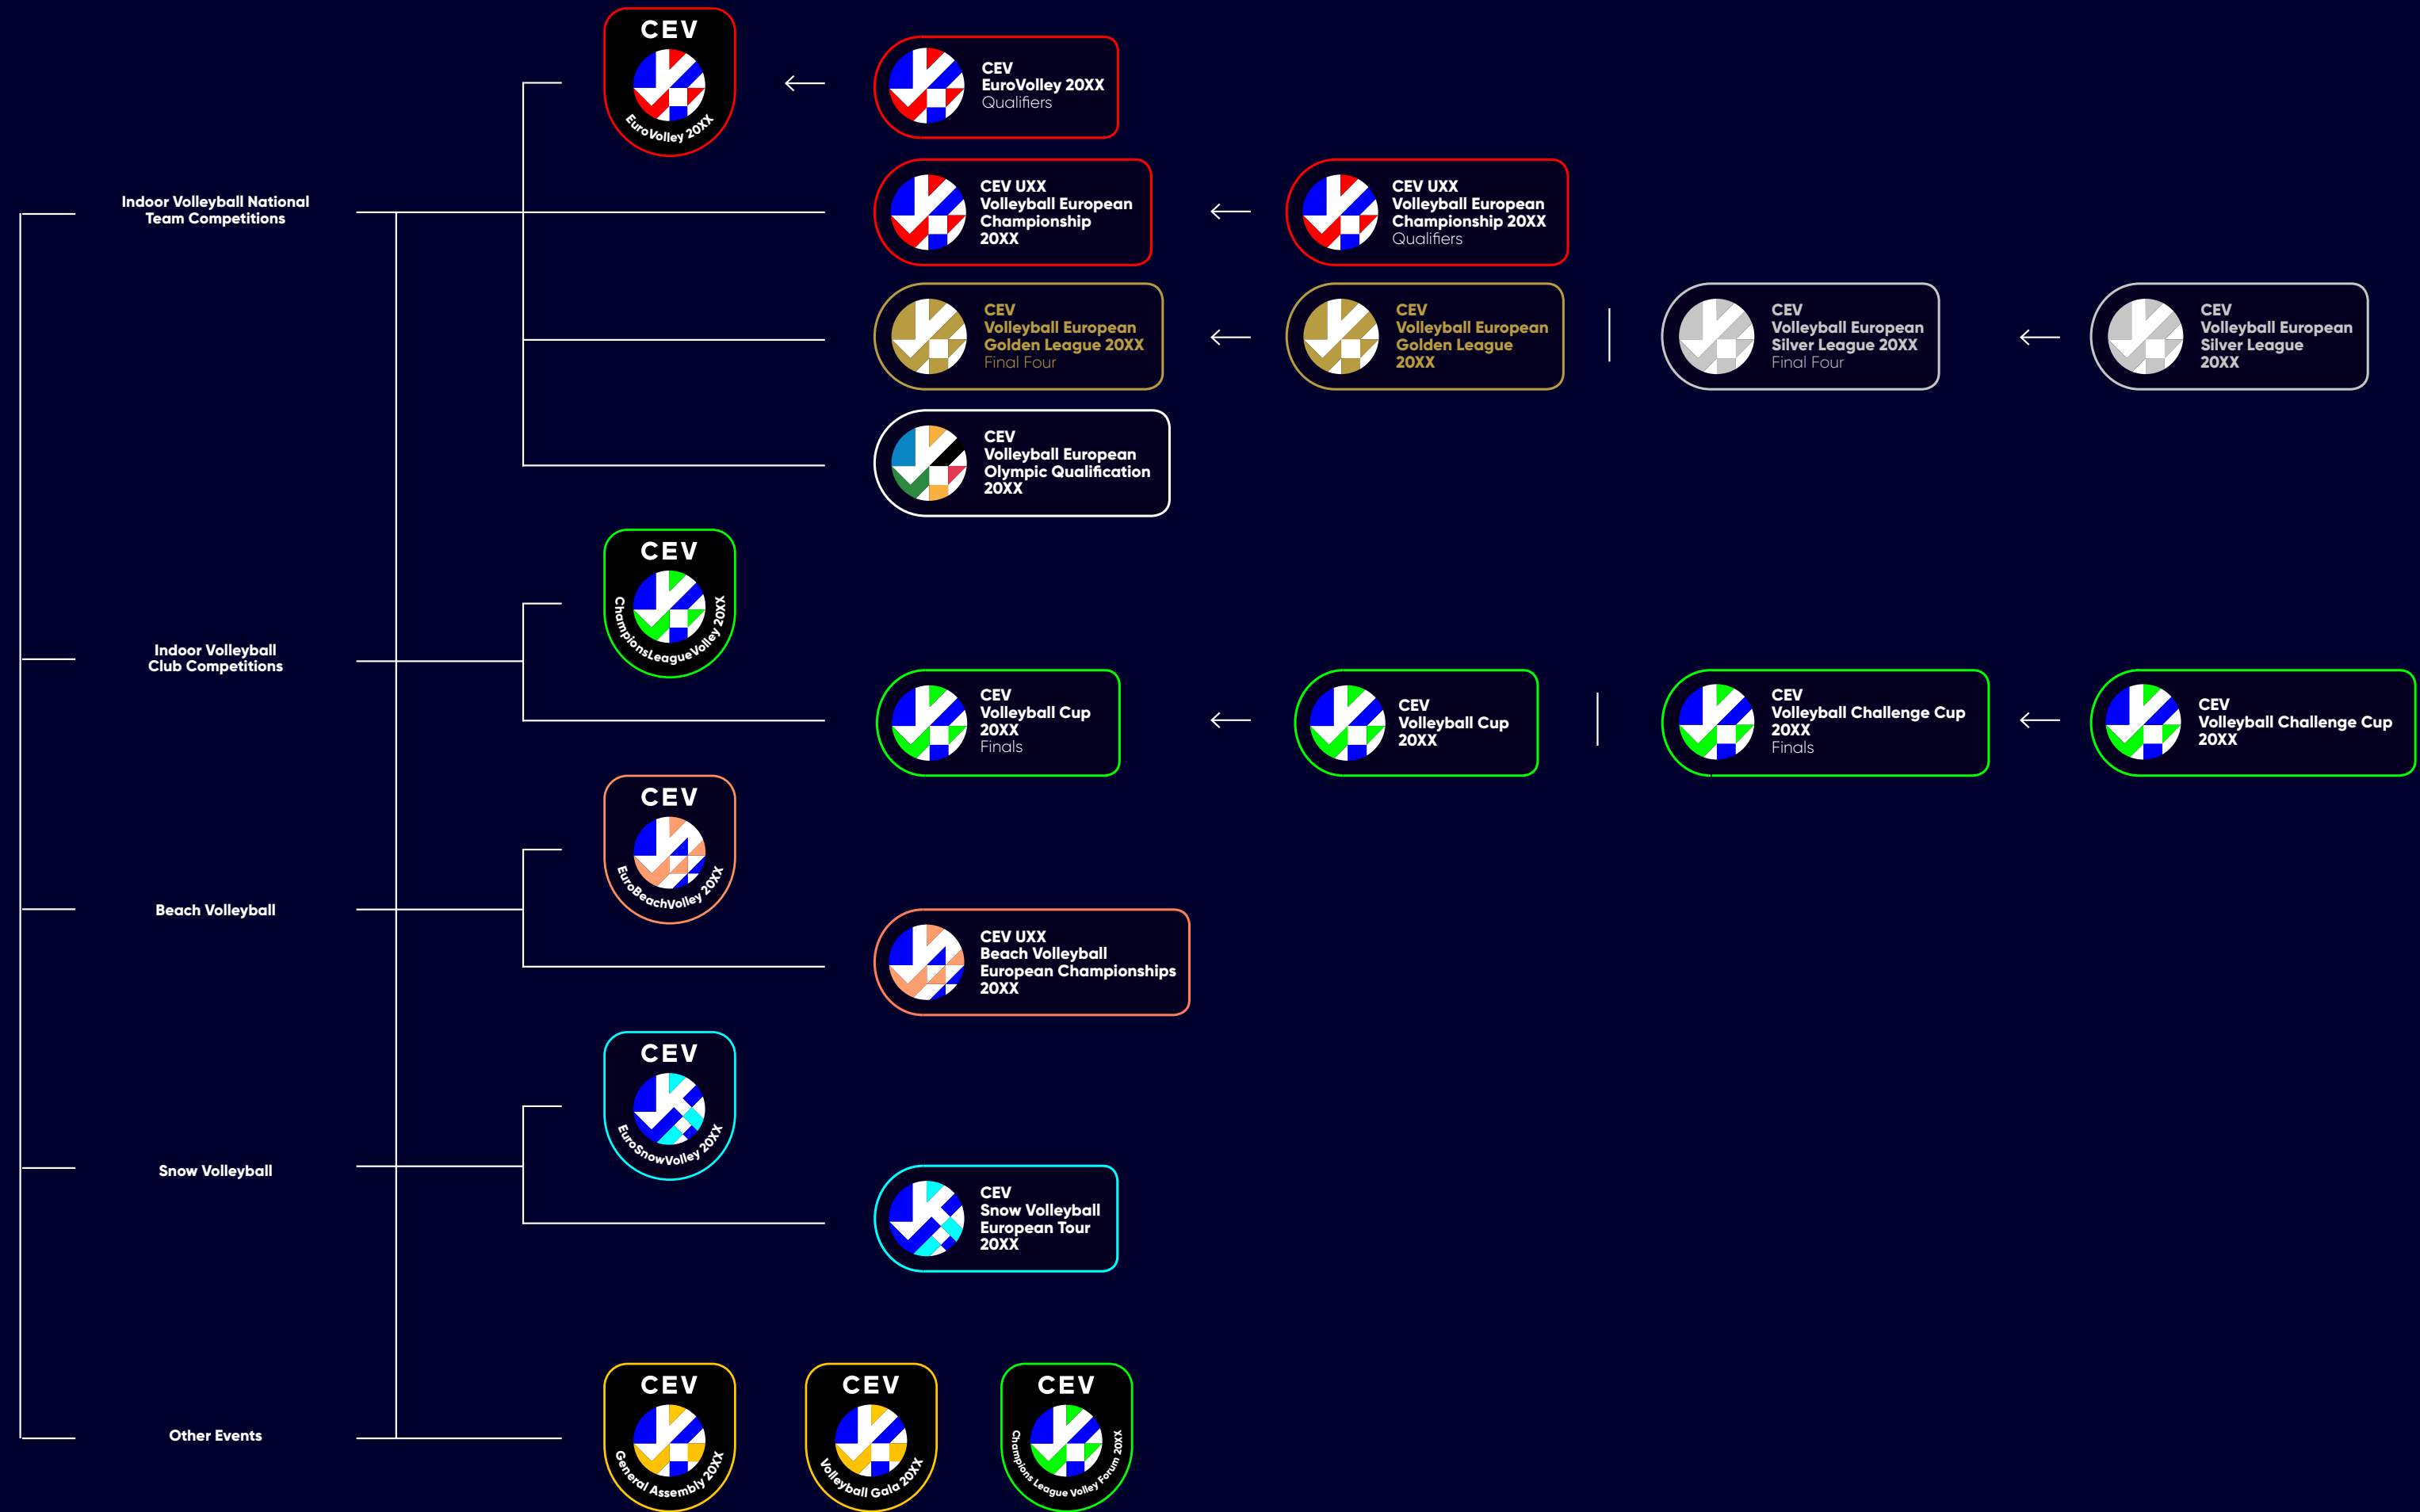 CEV
EuroVolley 20XX
CEV
EuroVolley 20XX
Qualifiers
Indoor Volleyball National
Team Competitions
CEV UXX
Volleyball European
Championship
20XX
CEV UXX
Volleyball European
Championship 20XX
Qualifiers
CEV
Volleyball European
Golden League 20XX
Final Four
CEV
Volleyball European
Golden League
20XX
CEV
Volleyball European
Silver League 20XX
Final Four
CEV
Volleyball European
Silver League
20XX
CEV
Volleyball European
Olympic Qualification
20XX
Indoor Volleyball
Club Competitions
CEV
ChampionsLeagueVolley 20XX
CEV
Volleyball Cup
20XX
Finals
CEV
Volleyball Cup
20XX
CEV
Volleyball Challenge Cup
20XX
Finals
CEV
Volleyball Challenge Cup
20XX
Beach Volleyball
CEV
EuroBeachVolley 20XX
CEV UXX
Beach Volleyball
European Championships
20XX
Snow Volleyball
CEV
EuroSnowVolley 20XX
CEV
Snow Volleyball
European Tour
20XX
Other Events
CEV
General Assembly 20XX
CEV
Volleyball Gala 20XX
CEV
Champions League Volley Forum 20XX